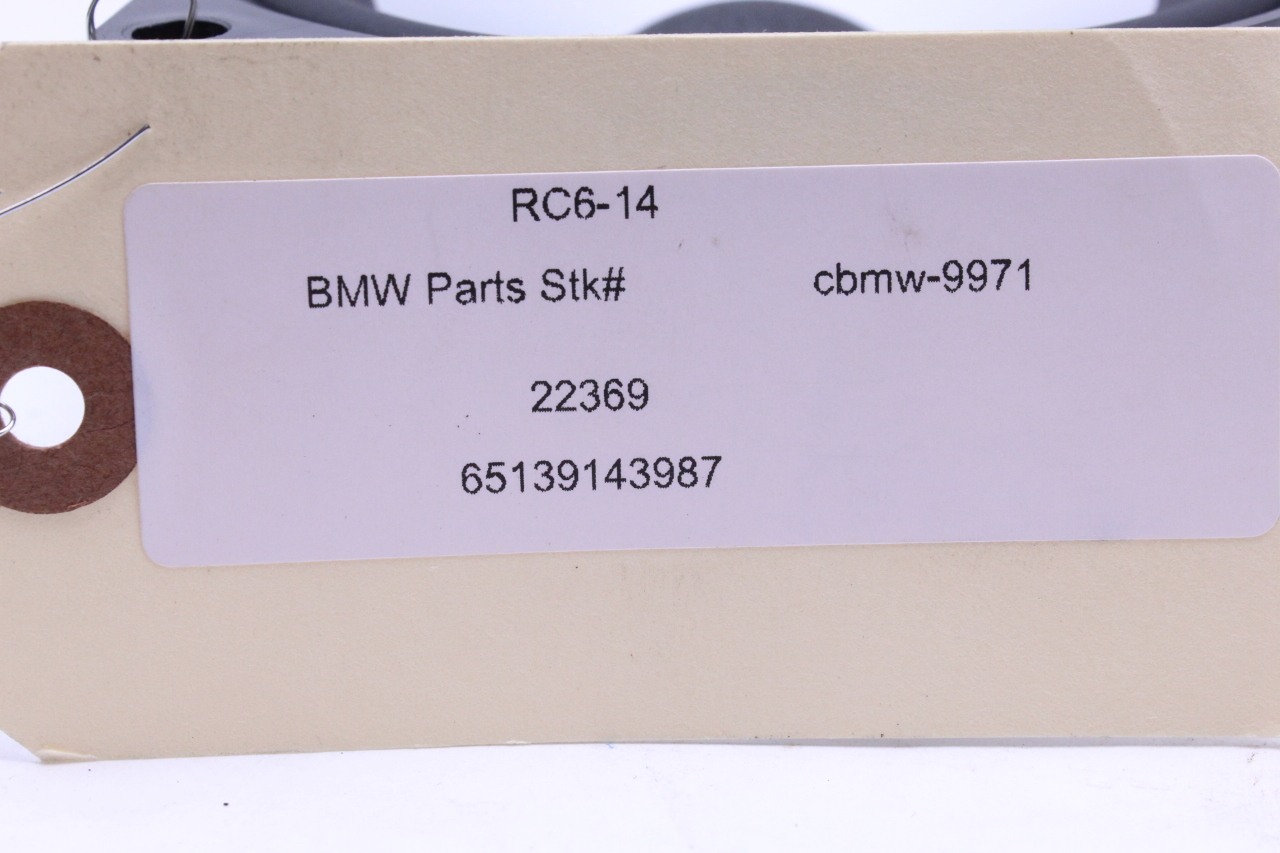 RC6-14
BMW Parts Stk# cbmw-9971
22369
65139143987